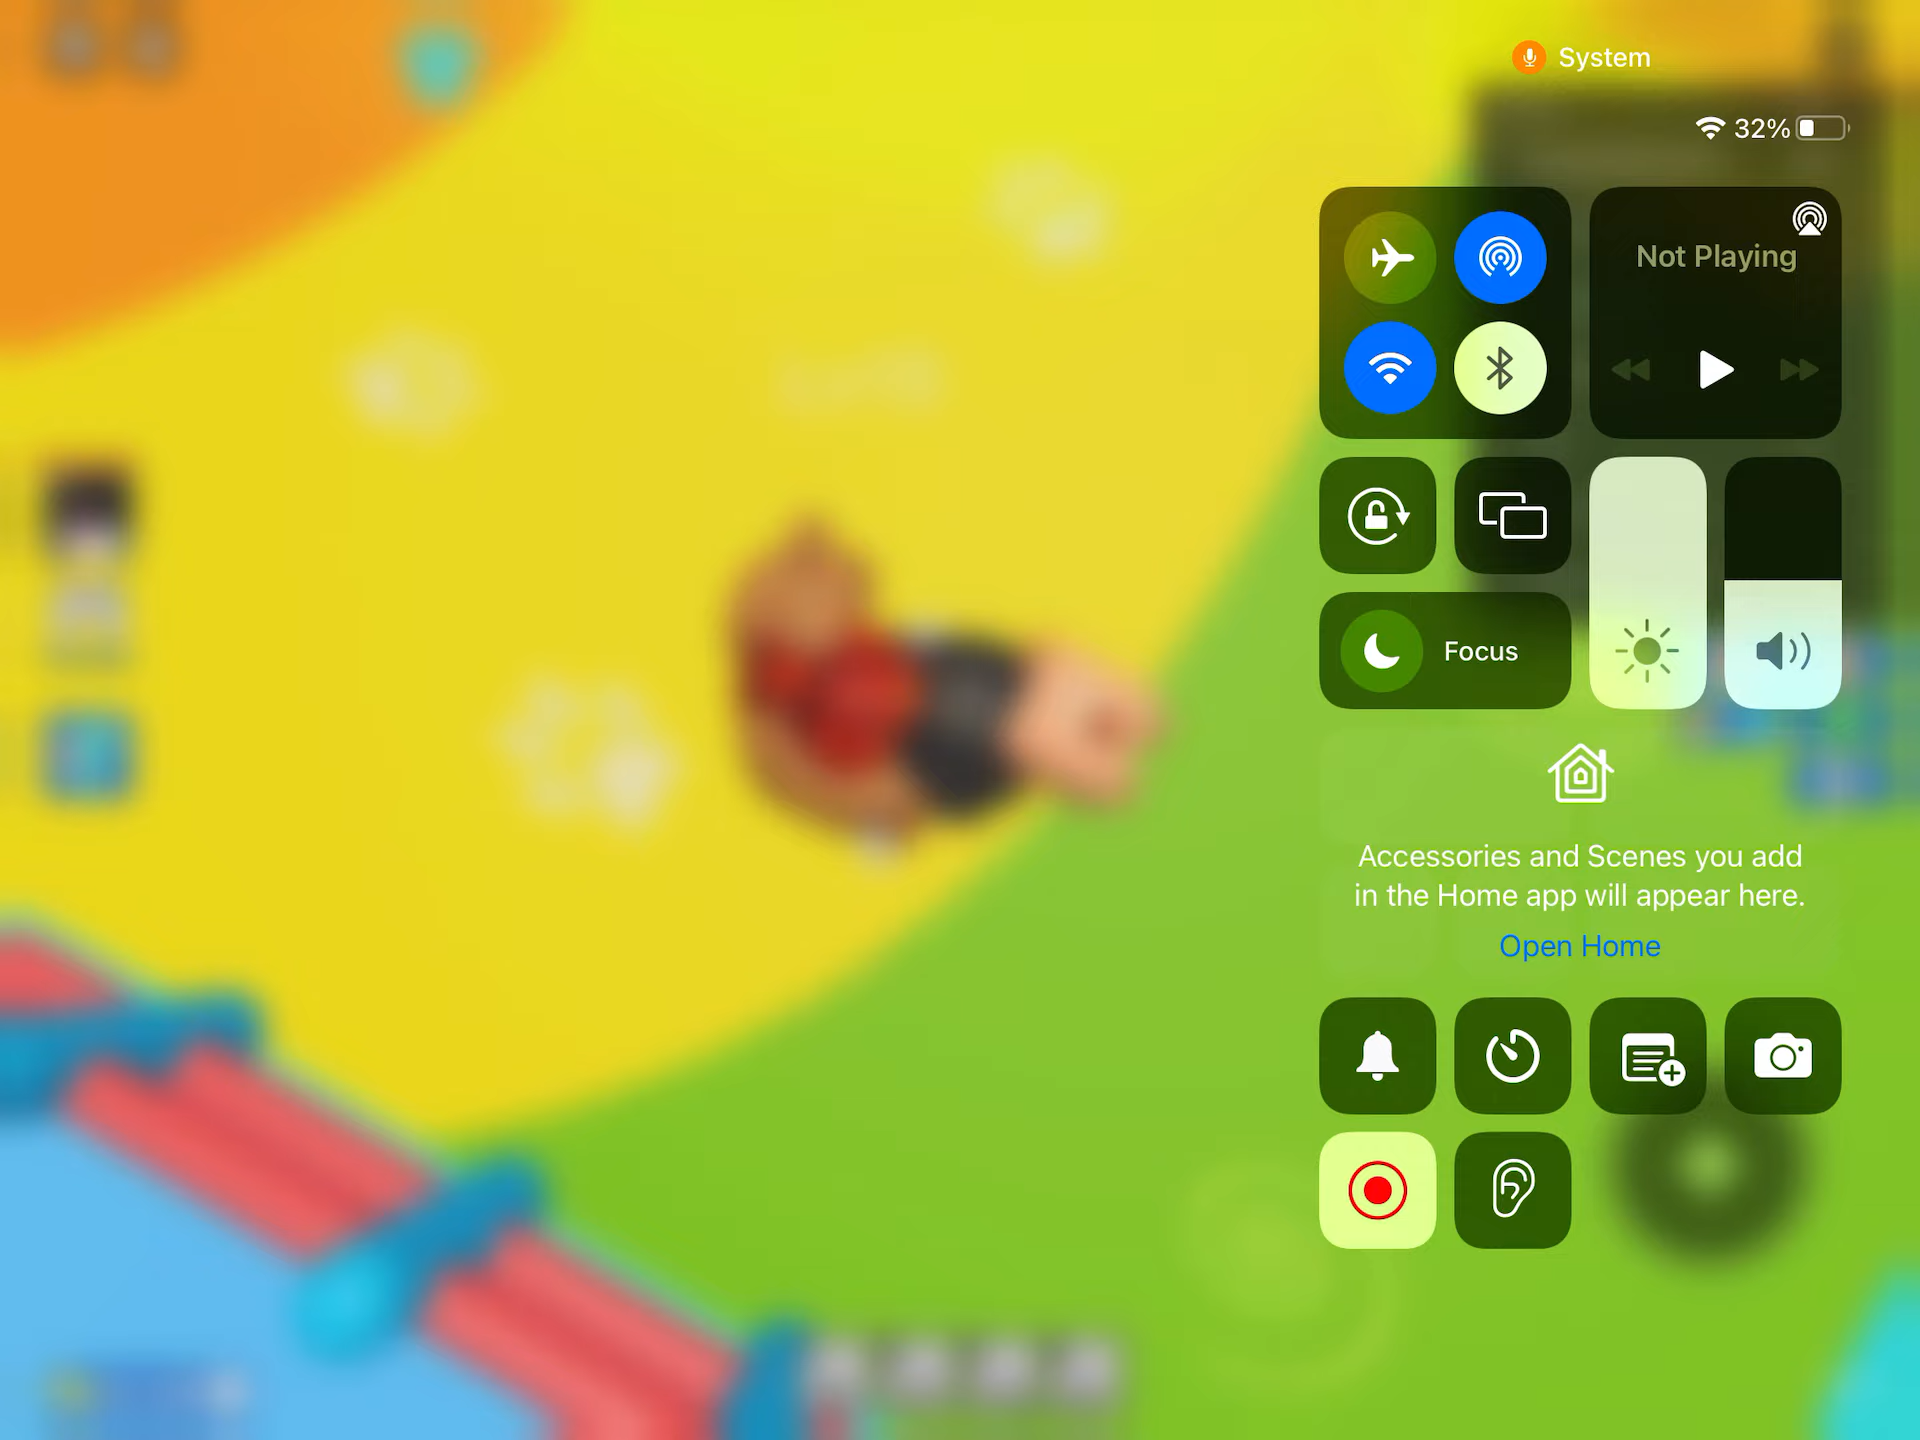 System
32%
Not Playing
Focus
Accessories and Scenes you add
in the Home app will appear here.
Open Home